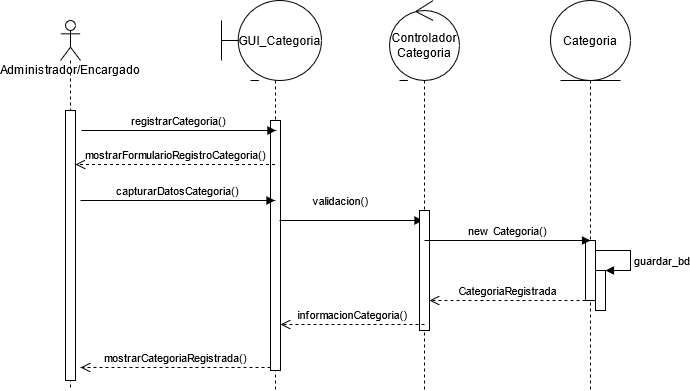 GUI_Categoria
Controlador
Categoria
Categoria
Administrador/Encargado
registrarCategoria()
mostrarFormularioRegistroCategoria()
capturarDatosCategoria()
validacion()
new Categoria()
guardar_bd
CategoriaRegistrada
informacionCategoria()
mostrarCategoriaRegistrada()